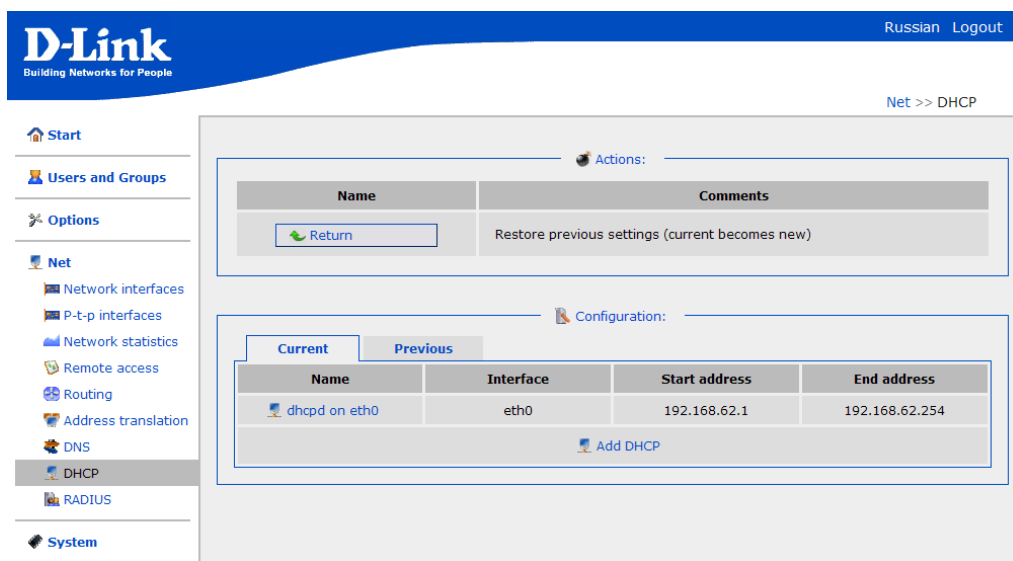 Russian Logout
D-Link
Building Networks for People
Net >> DHCP
Start
Users and Groups
Options
Net
Network interfaces
P-t-p interfaces
Network statistics
Remote access
Routing
Address translation
DNS
DHCP
RADIUS
System
Actions:
Name Comments
Return Restore previous settings (current becomes new)
Configuration:
Current Previous
Name Interface Start address End address
dhcpd on eth0 eth0 192.168.62.1 192.168.62.254
Add DHCP